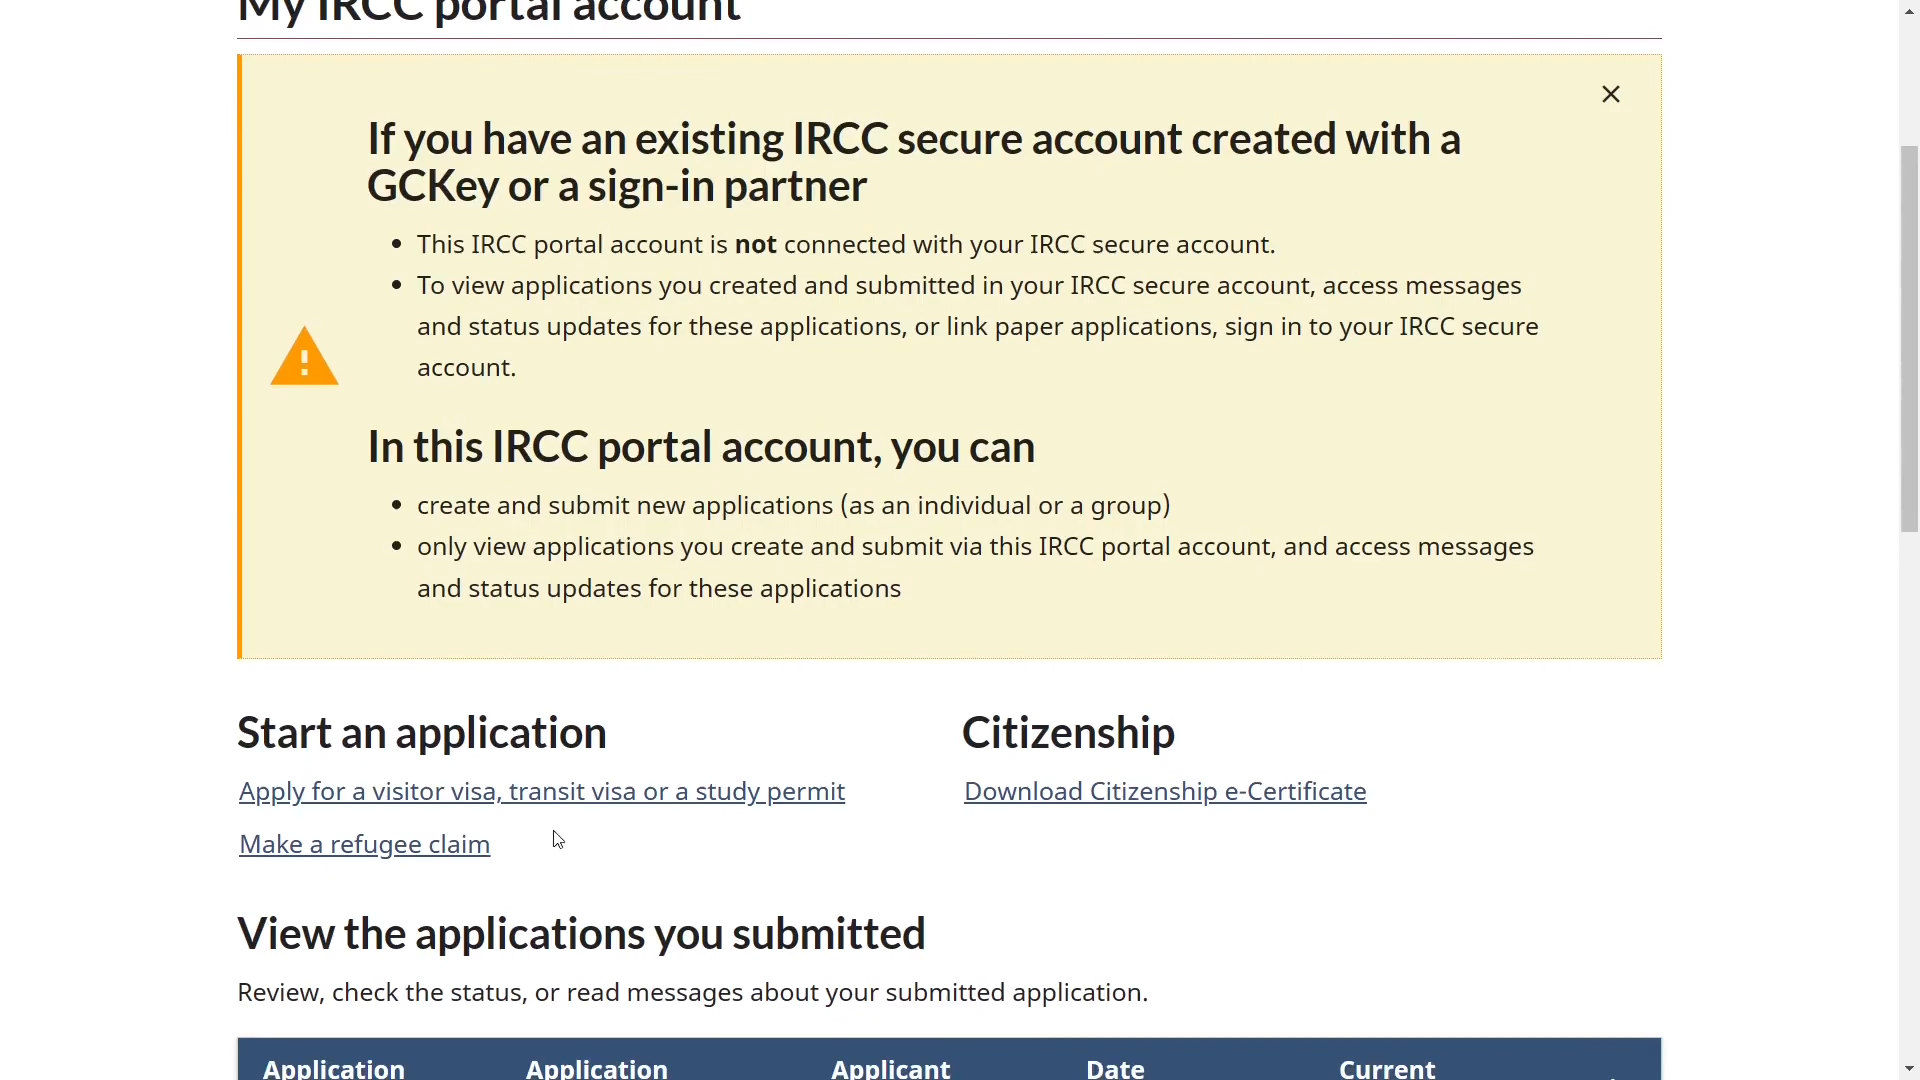 My IRCC portal account
If you have an existing IRCC secure account created with a
GCKey or a sign-in partner
This IRCC portal account is not connected with your IRCC secure account.
To view applications you created and submitted in your IRCC secure account, access messages
and status updates for these applications, or link paper applications, sign in to your IRCC secure
account.
In this IRCC portal account, you can
create and submit new applications (as an individual or a group)
only view applications you create and submit via this IRCC portal account, and access messages
and status updates for these applications
Start an application
Citizenship
Apply for a visitor visa, transit visa or a study permit
Download Citizenship e-Certificate
Make a refugee claim
View the applications you submitted
Review, check the status, or read messages about your submitted application.
Application Application Applicant Date Current